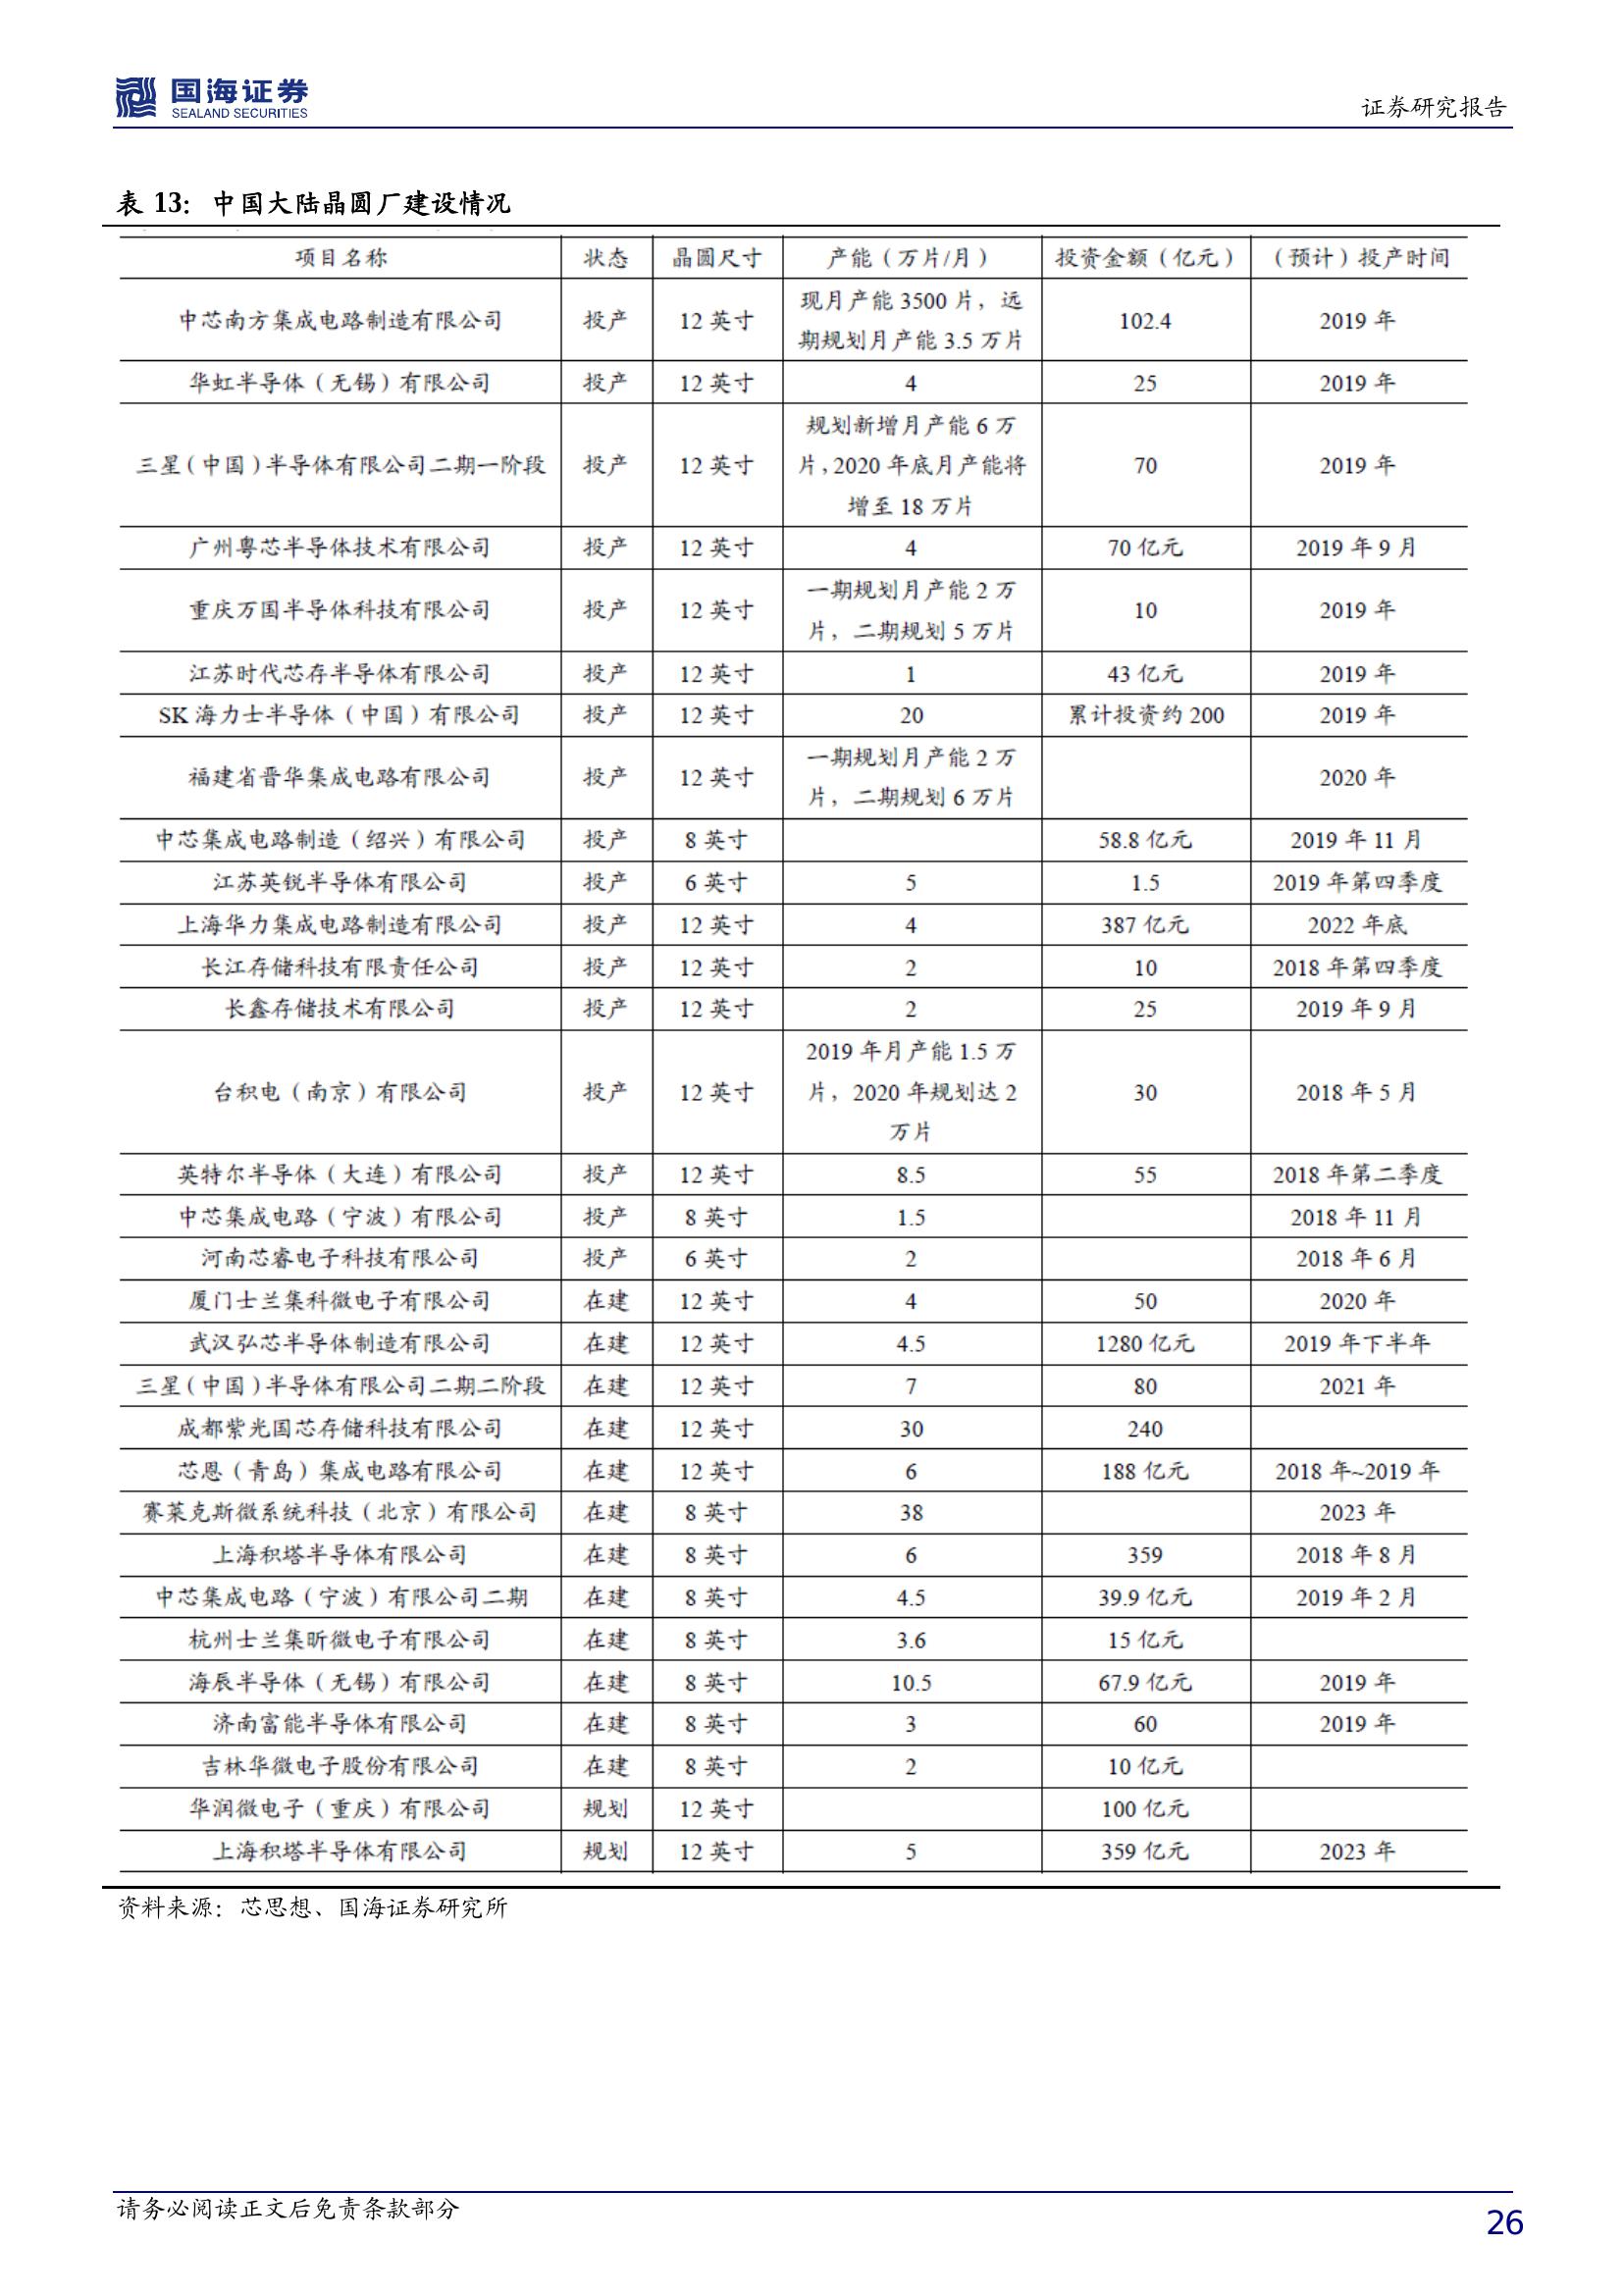 国海证券
SEALAND SECURITIES
证券研究报告
表 13: 中国大陆晶圆厂建设情况
项目名称 状态 晶圆尺寸 产能（万片/月） 投资金额（亿元） （预计）投产时间
中芯南方集成电路制造有限公司 投产 12 英寸 现月产能 3500 片，远期规划月产能 3.5 万片 102.4 2019 年
华虹半导体（无锡）有限公司 投产 12 英寸 4 25 2019 年
三星（中国）半导体有限公司二期一阶段 投产 12 英寸 规划新增月产能 6 万片，2020 年底月产能将增至 18 万片 70 2019 年
广州粤芯半导体技术有限公司 投产 12 英寸 4 70 亿元 2019 年 9 月
重庆万国半导体科技有限公司 投产 12 英寸 一期规划月产能 2 万片，二期规划 5 万片 10 2019 年
江苏时代芯存半导体有限公司 投产 12 英寸 1 43 亿元 2019 年
SK 海力士半导体（中国）有限公司 投产 12 英寸 20 累计投资约 200 2019 年
福建省晋华集成电路有限公司 投产 12 英寸 一期规划月产能 2 万片，二期规划 6 万片 2020 年
中芯集成电路制造（绍兴）有限公司 投产 8 英寸 58.8 亿元 2019 年 11 月
江苏英锐半导体有限公司 投产 6 英寸 5 1.5 2019 年第四季度
上海华力集成电路制造有限公司 投产 12 英寸 4 387 亿元 2022 年底
长江存储科技有限责任公司 投产 12 英寸 2 10 2018 年第四季度
长鑫存储技术有限公司 投产 12 英寸 2 25 2019 年 9 月
台积电（南京）有限公司 投产 12 英寸 2019 年月产能 1.5 万片，2020 年规划达 2 万片 30 2018 年 5 月
英特尔半导体（大连）有限公司 投产 12 英寸 8.5 55 2018 年第二季度
中芯集成电路（宁波）有限公司 投产 8 英寸 1.5 2018 年 11 月
河南芯睿电子科技有限公司 投产 6 英寸 2 2018 年 6 月
厦门士兰集科微电子有限公司 在建 12 英寸 4 50 2020 年
武汉弘芯半导体制造有限公司 在建 12 英寸 4.5 1280 亿元 2019 年下半年
三星（中国）半导体有限公司二期二阶段 在建 12 英寸 7 80 2021 年
成都紫光国芯存储科技有限公司 在建 12 英寸 30 240
芯恩（青岛）集成电路有限公司 在建 12 英寸 6 188 亿元 2018 年~2019 年
赛莱克斯微系统科技（北京）有限公司 在建 8 英寸 38 2023 年
上海积塔半导体有限公司 在建 8 英寸 6 359 2018 年 8 月
中芯集成电路（宁波）有限公司二期 在建 8 英寸 4.5 39.9 亿元 2019 年 2 月
杭州士兰集昕微电子有限公司 在建 8 英寸 3.6 15 亿元
海辰半导体（无锡）有限公司 在建 8 英寸 10.5 67.9 亿元 2019 年
济南富能半导体有限公司 在建 8 英寸 3 60 2019 年
吉林华微电子股份有限公司 在建 8 英寸 2 10 亿元
华润微电子（重庆）有限公司 规划 12 英寸 100 亿元
上海积塔半导体有限公司 规划 12 英寸 5 359 亿元 2023 年
资料来源：芯思想、国海证券研究所
请务必阅读正文后免责条款部分
26